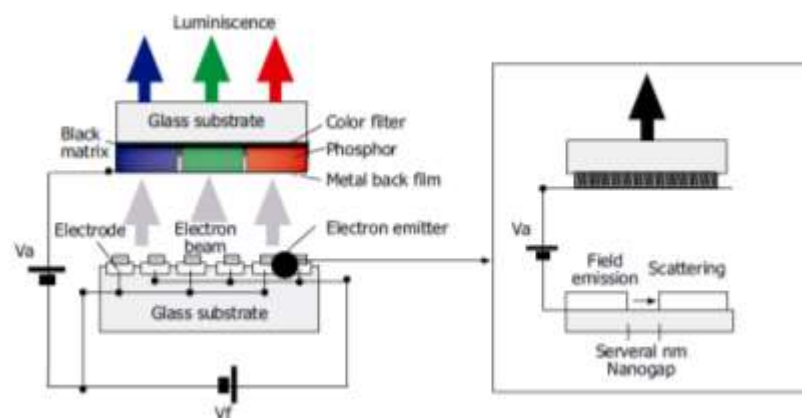 Luminiscence
Glass substrate
Black
matrix
Color filter
Phosphor
Metal back film
Electrode
Electron
beam
Electron emitter
Va
Glass substrate
Vf
Va
Field
emission
Scattering
Serveral nm
Nanogap